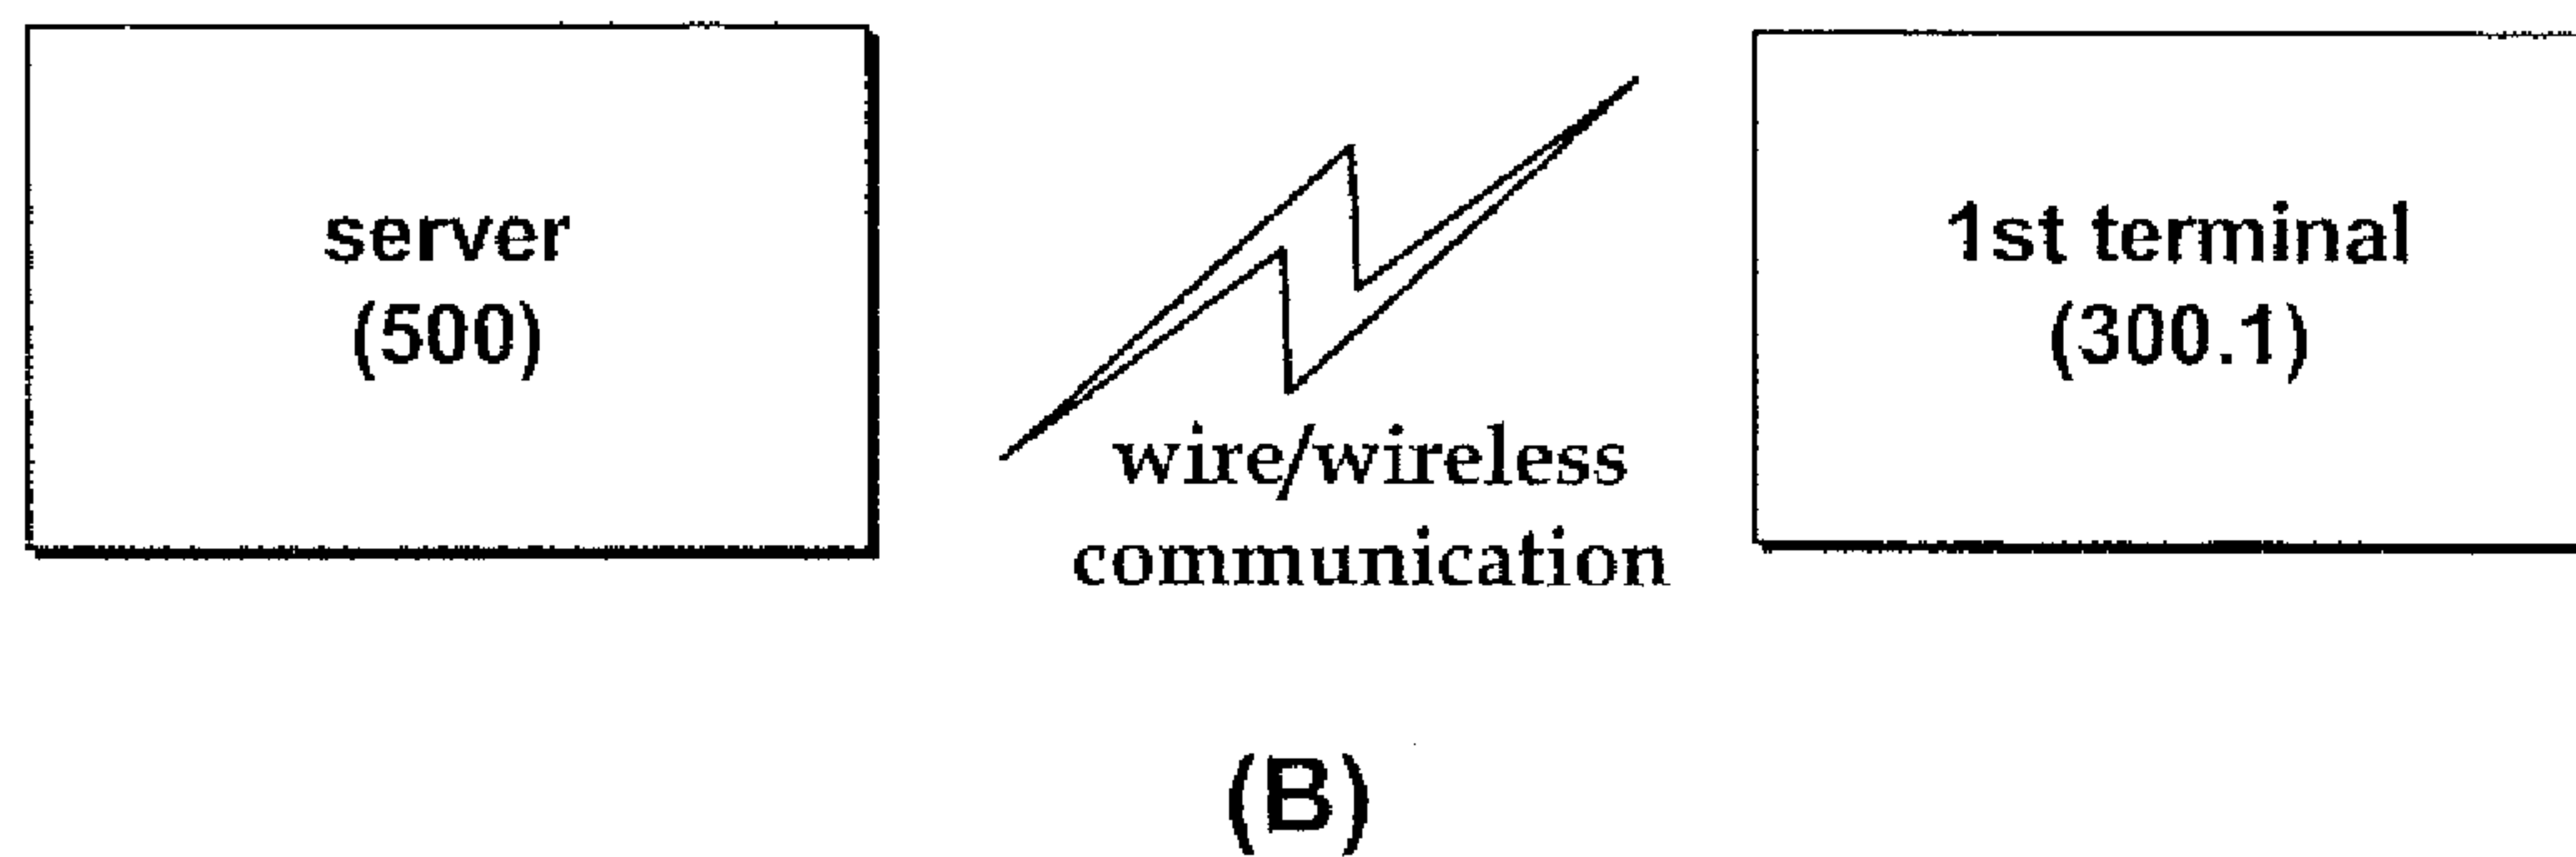 server
(500)
wire/wireless
communication
1st terminal
(300.1)
(B)